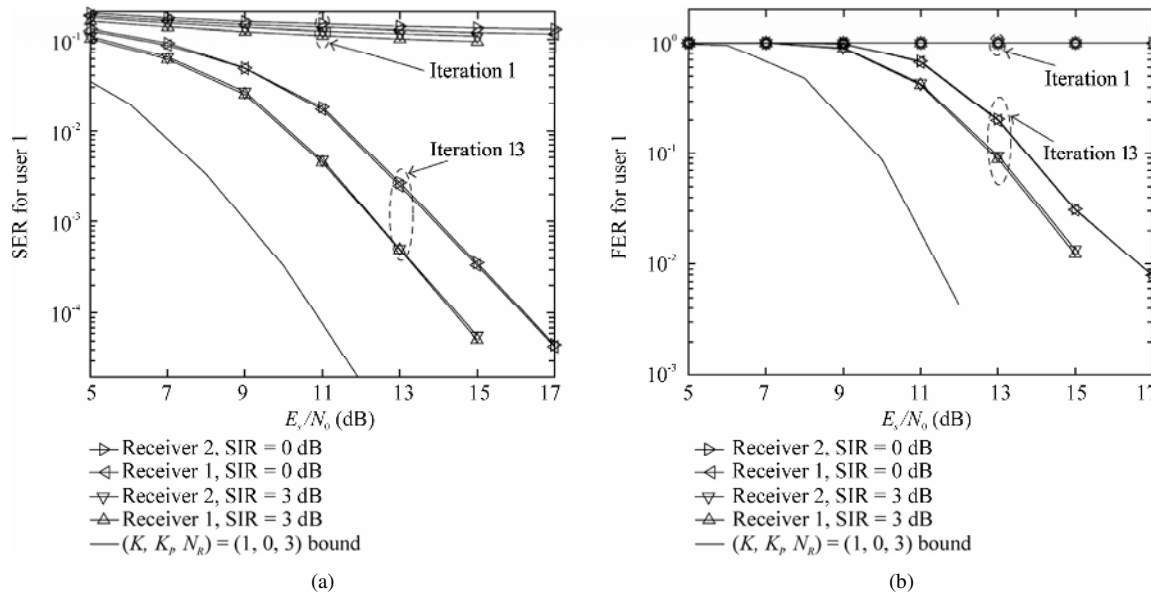 10⁻¹
10⁻²
10⁻³
10⁻⁴
SER for user 1
Iteration 1
Iteration 13
5 7 9 11 13 15 17
E_s/N_0 (dB)
Receiver 2, SIR = 0 dB
Receiver 1, SIR = 0 dB
Receiver 2, SIR = 3 dB
Receiver 1, SIR = 3 dB
(K, K_P, N_R) = (1, 0, 3) bound
(a)
10⁰
10⁻¹
10⁻²
10⁻³
FER for user 1
Iteration 1
Iteration 13
5 7 9 11 13 15 17
E_s/N_0 (dB)
Receiver 2, SIR = 0 dB
Receiver 1, SIR = 0 dB
Receiver 2, SIR = 3 dB
Receiver 1, SIR = 3 dB
(K, K_P, N_R) = (1, 0, 3) bound
(b)